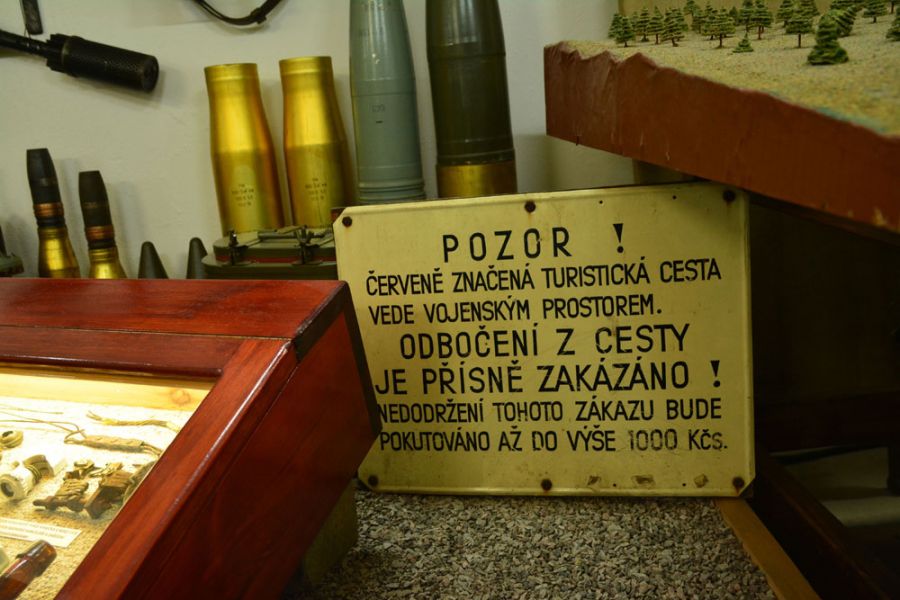 POZOR !
ČERVENĚ ZNAČENÁ TURISTICKÁ CESTA
VEDE VOJENSKÝM PROSTOREM.
ODBOČENÍ Z CESTY
JE PŘÍSNĚ ZAKÁZÁNO !
NEDODRŽENÍ TOHOTO ZÁKAZU BUDE
POKUTOVÁNO AŽ DO VÝŠE 1000 Kčs.